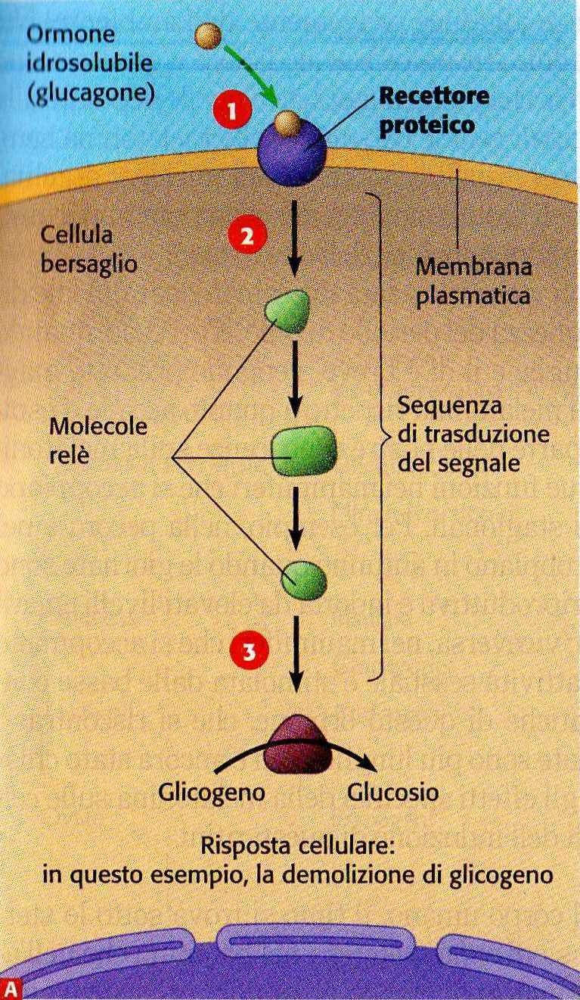 Ormone
idrosolubile
(glucagone)
1
Recettore
proteico
2
Cellula
bersaglio
Membrana
plasmatica
Molecole
relè
Sequenza
di trasduzione
del segnale
3
Glicogeno
Glucosio
Risposta cellulare:
in questo esempio, la demolizione di glicogeno
A